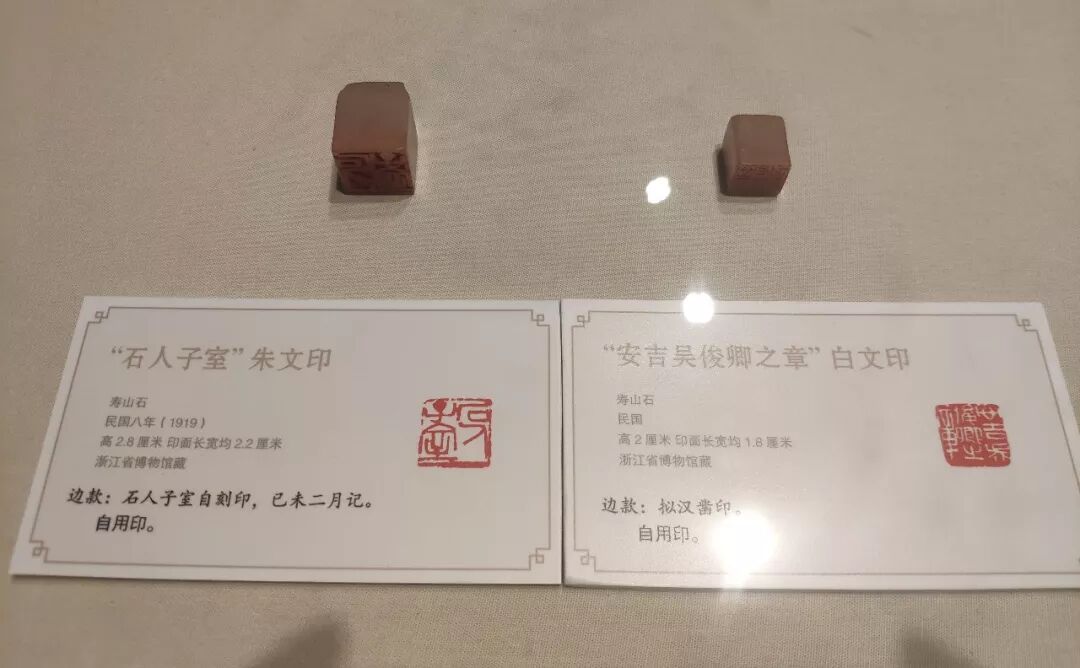 “石人子室”朱文印
寿山石
民国八年（1919）
高 2.8 厘米 印面长宽均 2.2 厘米
浙江省博物馆藏
边款：石人子室自刻印，己未二月记。
自用印。
“安吉吴俊卿之章”白文印
寿山石
民国
高 2 厘米 印面长宽均 1.8 厘米
浙江省博物馆藏
边款：拟汉凿印。
自用印。